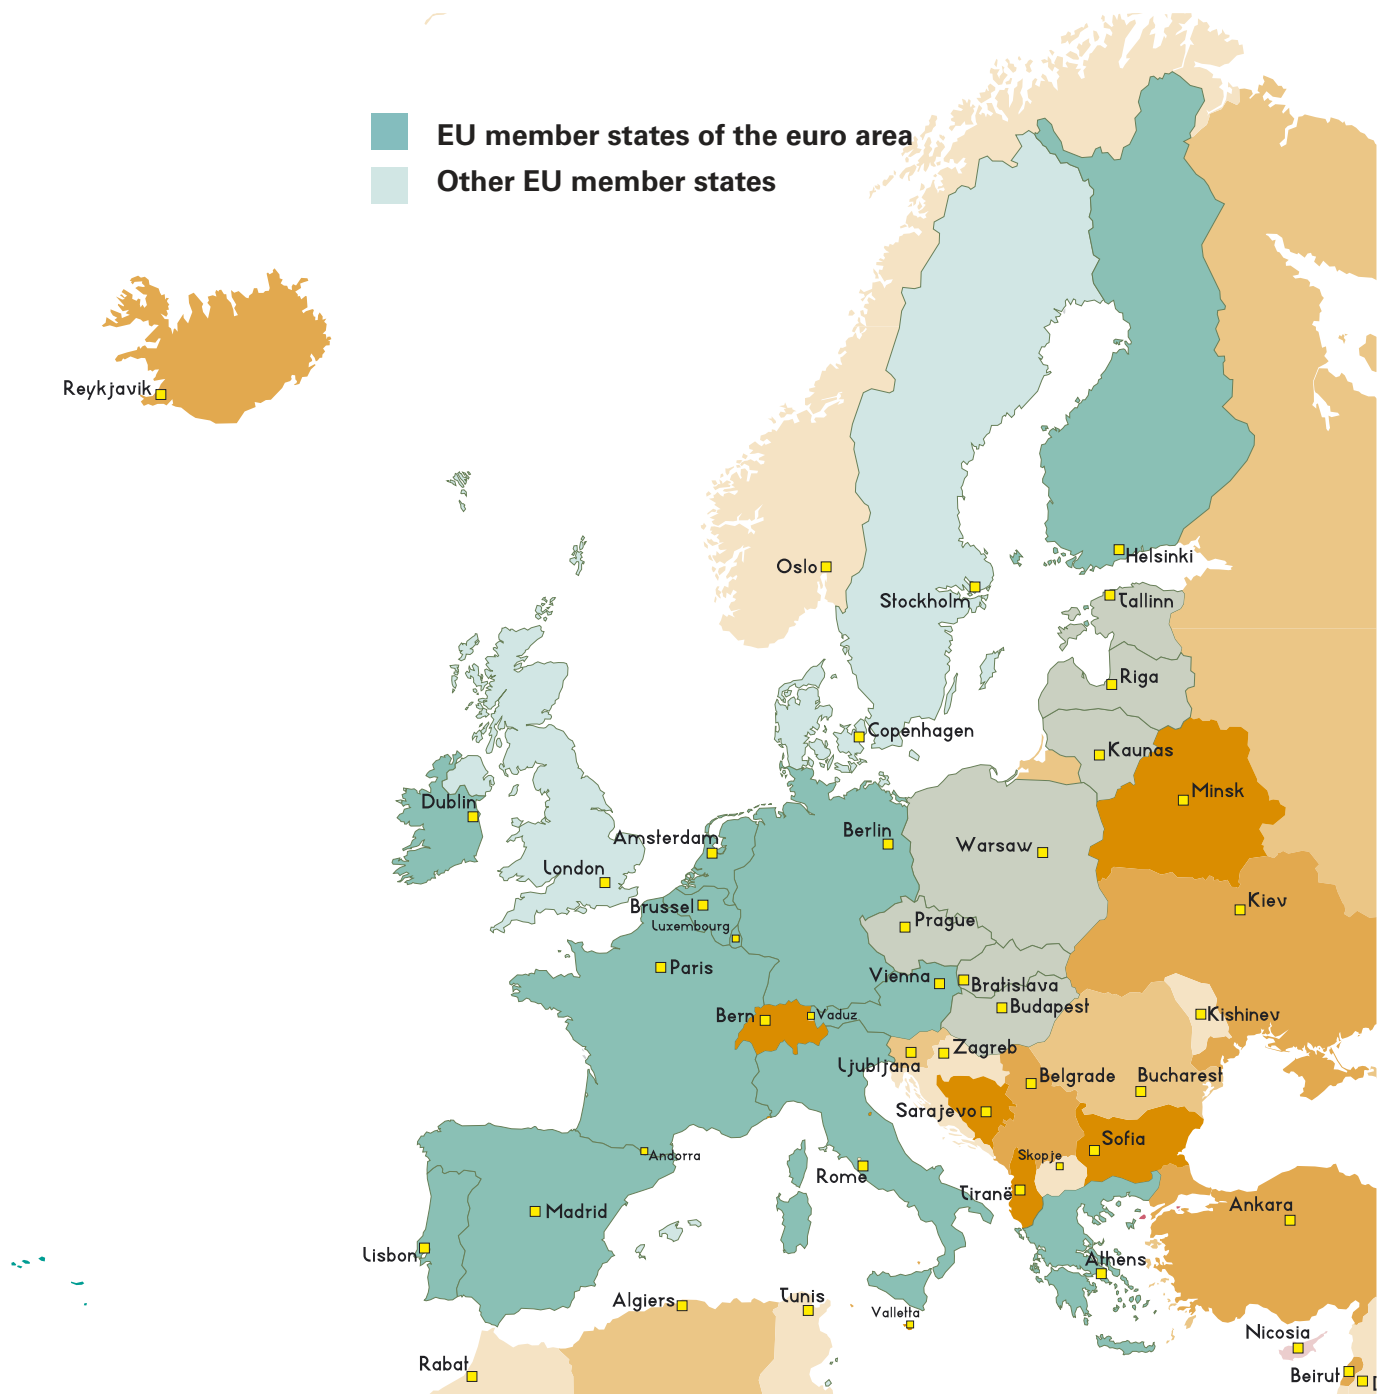 EU member states of the euro area
Other EU member states
Reykjavik
Oslo
Helsinki
Stockholm
Tallinn
Riga
Copenhagen
Kaunas
Minsk
Dublin
Amsterdam
Berlin
Warsaw
London
Brussel
Kiev
Prague
Luxembourg
Paris
Vienna
Bratislava
Budapest
Bern
Vaduz
Kishinev
Zagreb
Ljubljana
Belgrade
Bucharest
Sarajevo
Sofia
Andorra
Skopje
Rome
Tiranë
Madrid
Ankara
Lisbon
Athens
Algiers
Tunis
Valletta
Nicosia
Rabat
Beirut